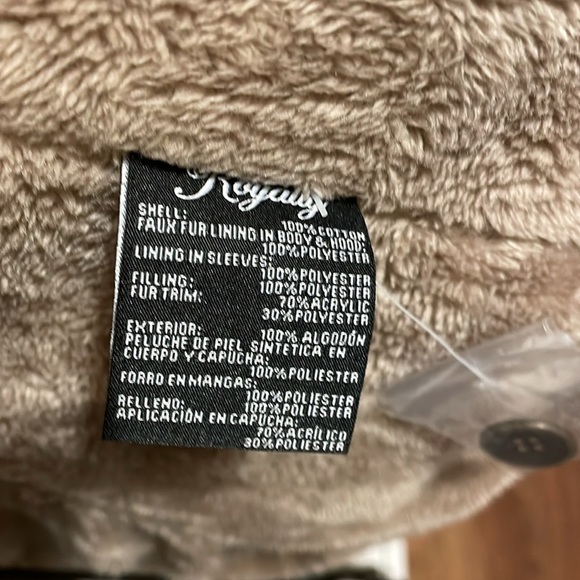 Royalty
SHELL: 100%COTTON
FAUX FUR LINING IN BODY & HOOD:
100%POLYESTER
LINING IN SLEEVES:
100%POLYESTER
FILLING: 100%POLYESTER
FUR TRIM: 70%ACRYLIC
30%POLYESTER
EXTERIOR: 100% ALGODÓN
PELUCHE DE PIEL SINTETICA EN
CUERPO Y CAPUCHA:
100%POLIESTER
FORRO EN MANGAS:
100%POLIESTER
RELLENO: 100%POLIESTER
APLICACIÓN EN CAPUCHA:
70%ACRÍLICO
30%POLIESTER